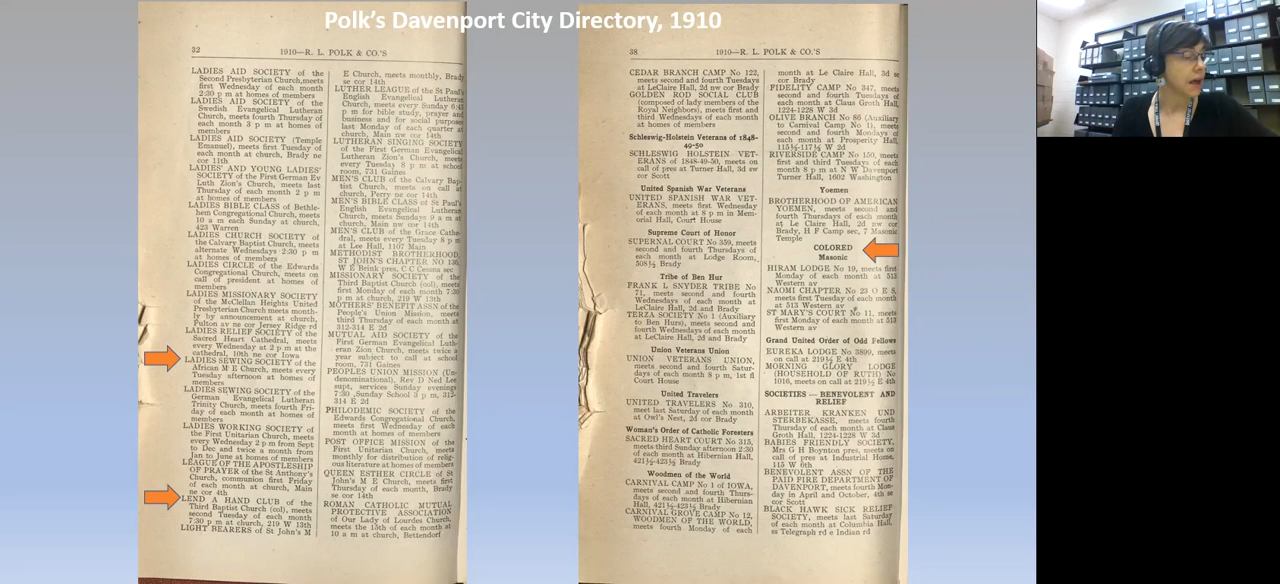 Polk's Davenport City Directory, 1910
32
1910—R. L. POLK & CO.'S
LADIES AID SOCIETY of the
Second Presbyterian Church, meets
first Wednesday of each month
2:30 p m at homes of members
LADIES AID SOCIETY of the
Swedish Evangelical Lutheran
Church, meets fourth Thursday of
each month 3 p m at homes of
members
LADIES AID SOCIETY (Temple
Emanuel), meets first Tuesday of
each month at church, Brady ne
cor 11th
LADIES' AND YOUNG LADIES'
SOCIETY of the First German Ev
Luth Zion's Church, meets last
Thursday of each month 2 p m
at homes of members
LADIES BIBLE CLASS of Bethle-
hem Congregational Church, meets
10 a m each Sunday at church,
423 Warren
LADIES CHURCH SOCIETY of
the Calvary Baptist Church, meets
alternate Wednesdays 2:30 p m
at homes of members
LADIES CIRCLE of the Edwards
Congregational Church, meets on
call of president at homes of
members
LADIES MISSIONARY SOCIETY
of the McClellan Heights United
Presbyterian Church, meets month-
ly by announcement at church,
Fulton av ne cor Jersey Ridge rd
LADIES RELIEF SOCIETY of the
Sacred Heart Cathedral, meets
every Wednesday at 2 p m at the
cathedral, 10th ne cor Iowa
LADIES SEWING SOCIETY of the
African M E Church, meets every
Tuesday afternoon at homes of
members
LADIES SEWING SOCIETY of the
German Evangelical Lutheran
Trinity Church, meets fourth Fri-
day of each month at homes of
members
LADIES WORKING SOCIETY of
the First Unitarian Church, meets
every Wednesday 2 p m from Sept
to Dec and twice a month from
Jan to June at homes of members
LEAGUE OF THE APOSTLESHIP
OF PRAYER of the St Anthony's
Church, communion first Friday
of each month at church, Main
ne cor 4th
LEND A HAND CLUB of the
Third Baptist Church (col), meets
second Tuesday of each month
7:30 p m at church, 219 W 13th
LIGHT BEARERS of St John's M
E Church, meets monthly, Brady
se cor 14th
LUTHER LEAGUE of the St Paul's
English Evangelical Lutheran
Church, meets every Sunday 6:45
p m for bible study, prayer and
business and for social purposes
last Monday of each quarter at
church, Main nw cor 14th
LUTHERAN SINGING SOCIETY
of the First German Evangelical
Lutheran Zion's Church, meets
every Tuesday 8 p m at school
room, 731 Gaines
MEN'S CLUB of the Calvary Bap-
tist Church, meets on call at
church, Perry ne cor 14th
MEN'S BIBLE CLASS of St Paul's
English Evangelical Lutheran
Church, meets Sundays 9 a m at
church, Main nw cor 14th
MEN'S CLUB of the Grace Cathe-
dral, meets every Tuesday 8 p m
at Lee Hall, 1107 Main
METHODIST BROTHERHOOD,
ST JOHN'S CHAPTER NO 136,
W E Brink pres, C C Cessna sec
MISSIONARY SOCIETY of the
Third Baptist Church (col), meets
first Monday of each month 7:30
p m at church, 219 W 13th
MOTHERS' BENEFIT ASSN of the
People's Union Mission, meets
third Thursday of each month at
312-314 E 2d
MUTUAL AID SOCIETY of the
First German Evangelical Luth-
eran Zion Church, meets twice a
year subject to call at school
room, 731 Gaines
PEOPLES UNION MISSION (Un-
denominational), Rev D Ned Lee
supt, services Sunday evenings
7:30 ,Sunday School 3 p m, 312-
314 E 2d
PHILODEMIC SOCIETY of the
Edwards Congregational Church,
meets first Wednesday of each
month at homes of members
POST OFFICE MISSION of the
First Unitarian Church, meets
monthly for distribution of relig-
ious literature at homes of members
QUEEN ESTHER CIRCLE of St
John's M E Church, meets first
Thursday of each month, Brady
se cor 14th
ROMAN CATHOLIC MUTUAL
PROTECTIVE ASSOCIATION
of Our Lady of Lourdes Church,
meets the 15th of each month at
10 a m at church, Bettendorf
38
1910—R. L. POLK & CO.'S
CEDAR BRANCH CAMP No 122,
meets second and fourth Tuesdays
at LeClaire Hall, 2d nw cor Brady
GOLDEN ROD SOCIAL CLUB
(composed of lady members of the
Royal Neighbors), meets first and
third Wednesdays of each month
at homes of members
Schleswig-Holstein Veterans of 1848-
49-50
SCHLESWIG HOLSTEIN VET-
ERANS of 1848-49-50, meets on
call of pres at Turner Hall, 3d sw
cor Scott
United Spanish War Veterans
UNITED SPANISH WAR VET-
ERANS, meets first Wednesday
of each month at 8 p m in Mem-
orial Hall, Court House
Supreme Court of Honor
SUPERNAL COURT No 359, meets
second and fourth Thursdays of
each month at Lodge Room,
508½ Brady
Tribe of Ben Hur
FRANK L SNYDER TRIBE No
71, meets second and fourth
Wednesdays of each month at
LeClaire Hall, 2d and Brady
TERZA SOCIETY No 1 (Auxiliary
to Ben Hurs), meets second and
fourth Wednesdays of month at
LeClaire Hall, 2d and Brady
Union Veterans Union
UNION VETERANS UNION,
meets second and fourth Satur-
days of each month 8 p m, 1st fl
Court House
United Travelers
UNITED TRAVELERS No 310,
meet last Saturday of each month
at Owl's Nest, 2d cor Brady
Woman's Order of Catholic Foresters
SACRED HEART COURT No 315,
meets third Sunday afternoon 2:30
of each month at Hibernian Hall,
421½-423½ Brady
Woodmen of the World
CARNIVAL CAMP No 1 of IOWA,
meets second and fourth Thurs-
days of each month at Hibernian
Hall, 421½-423½ Brady
CARNIVAL GROVE CAMP No 12,
WOODMEN OF THE WORLD,
meets fourth Monday of each
month at Le Claire Hall, 3d se
cor Brady
FIDELITY CAMP No 347, meets
second and fourth Tuesdays of
each month at Claus Groth Hall,
1224-1228 W 3d
OLIVE BRANCH No 86 (Auxiliary
to Carnival Camp No 1), meets
second and fourth Mondays of
each month at Prosperity Hall,
115½-117½ W 2d
RIVERSIDE CAMP No 150, meets
first and third Tuesdays of each
month 8 p m at N W Davenport
Turner Hall, 1602 Washington
Yoemen
BROTHERHOOD OF AMERICAN
YOEMEN, meets second and
fourth Thursdays of each month
at Le Claire Hall, 2d nw cor
Brady, H F Camp sec, 7 Masonic
Temple
COLORED
Masonic
HIRAM LODGE No 19, meets first
Monday of each month at 513
Western av
NAOMI CHAPTER No 23 O E S,
meets first Tuesday of each month
at 513 Western av
ST MARY'S COURT No 11, meets
first Monday of each month at 513
Western av
Grand United Order of Odd Fellows
EUREKA LODGE No 3899, meets
on call at 219½ E 4th
MORNING GLORY LODGE
(HOUSEHOLD OF RUTH) No
1016, meets on call at 219½ E 4th
SOCIETIES—BENEVOLENT AND
RELIEF
ARBEITER KRANKEN UND
STERBEKASSE, meets fourth
Thursday of each month at Claus
Groth Hall, 1224-1228 W 3d
BABIES FRIENDLY SOCIETY,
Mrs G H Boynton pres, meets on
call of pres at Industrial Home,
115 W 6th
BENEVOLENT ASSN OF THE
PAID FIRE DEPARTMENT OF
DAVENPORT, meets fourth Mon-
day in April and October, 4th se
cor Scott
BLACK HAWK SICK RELIEF
SOCIETY, meets last Saturday
of each month at Columbia Hall,
ss Telegraph rd e Indian rd